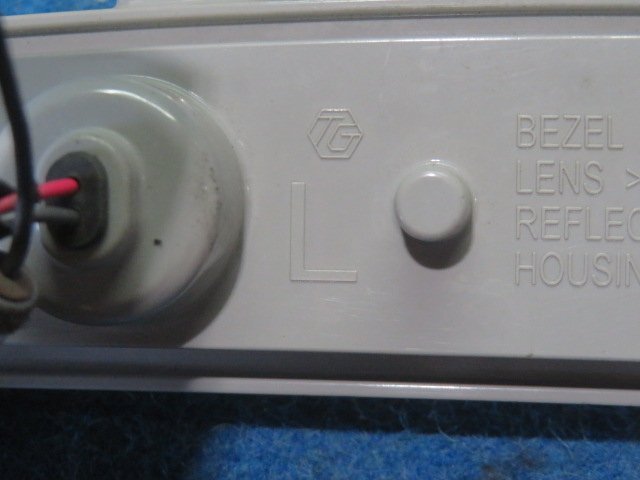 TG
L
BEZEL
LENS >
REFLEC
HOUSIN